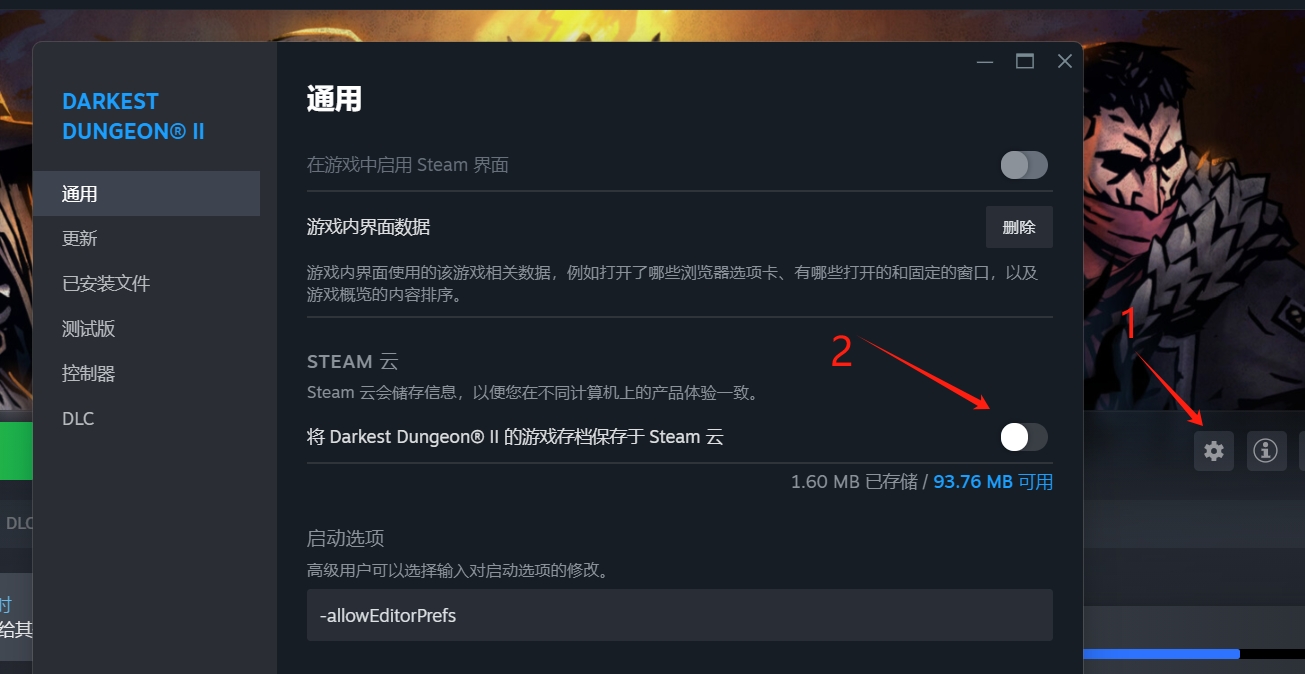 DARKEST
DUNGEON® II
通用
更新
已安装文件
测试版
控制器
DLC
通用
在游戏中启用 Steam 界面
游戏内界面数据
删除
游戏内界面使用的该游戏相关数据，例如打开了哪些浏览器选项卡、有哪些打开的和固定的窗口，以及
游戏概览的内容排序。
STEAM 云
Steam 云会储存信息，以便您在不同计算机上的产品体验一致。
将 Darkest Dungeon® II 的游戏存档保存于 Steam 云
1.60 MB 已存储 / 93.76 MB 可用
启动选项
高级用户可以选择输入对启动选项的修改。
-allowEditorPrefs
2
1
DLC
时
给其